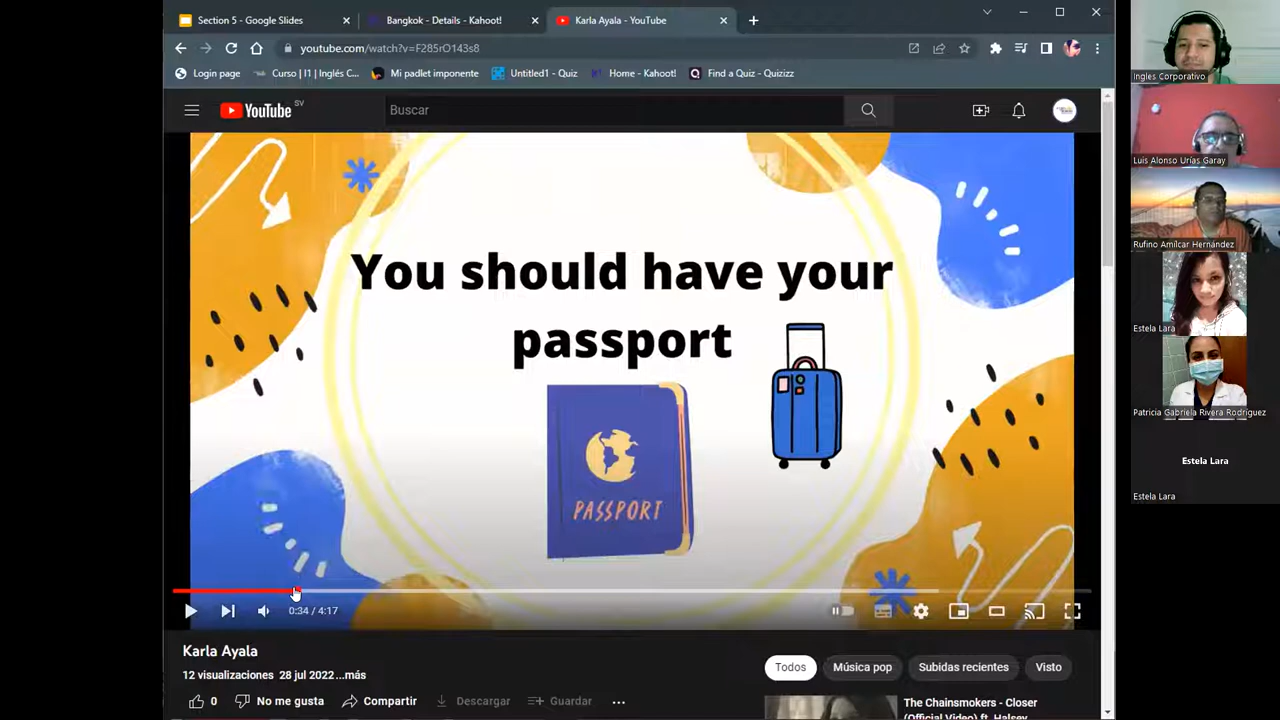 Section 5 - Google Slides
Bangkok - Details - Kahoot!
Karla Ayala - YouTube
youtube.com/watch?v=F285rO143s8
Login page
Curso | I1 | Inglés C...
Mi padlet imponente
Untitled1 - Quiz
Home - Kahoot!
Find a Quiz - Quizizz
YouTube SV
Buscar
You should have your
passport
PASSPORT
0:34 / 4:17
Karla Ayala
12 visualizaciones 28 jul 2022...más
0
No me gusta
Compartir
Descargar
Guardar
Todos
Música pop
Subidas recientes
Visto
The Chainsmokers - Closer
(Official Video) ft. Halsey
Ingles Corporativo
Luis Alonso Urías Garay
Rufino Amílcar Hernández
Estela Lara
Patricia Gabriela Rivera Rodríguez
Estela Lara
Estela Lara